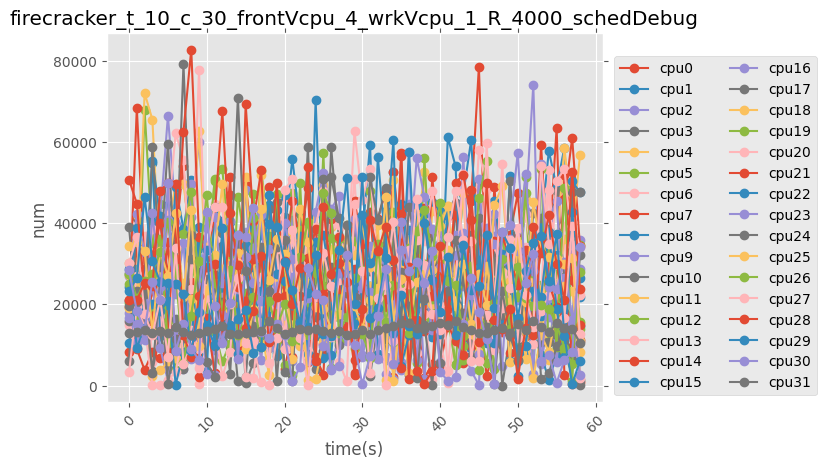 firecracker_t_10_c_30_frontVcpu_4_wrkVcpu_1_R_4000_schedDebug
num
80000
60000
40000
20000
0
0
10
20
30
40
50
60
time(s)
cpu0
cpu1
cpu2
cpu3
cpu4
cpu5
cpu6
cpu7
cpu8
cpu9
cpu10
cpu11
cpu12
cpu13
cpu14
cpu15
cpu16
cpu17
cpu18
cpu19
cpu20
cpu21
cpu22
cpu23
cpu24
cpu25
cpu26
cpu27
cpu28
cpu29
cpu30
cpu31